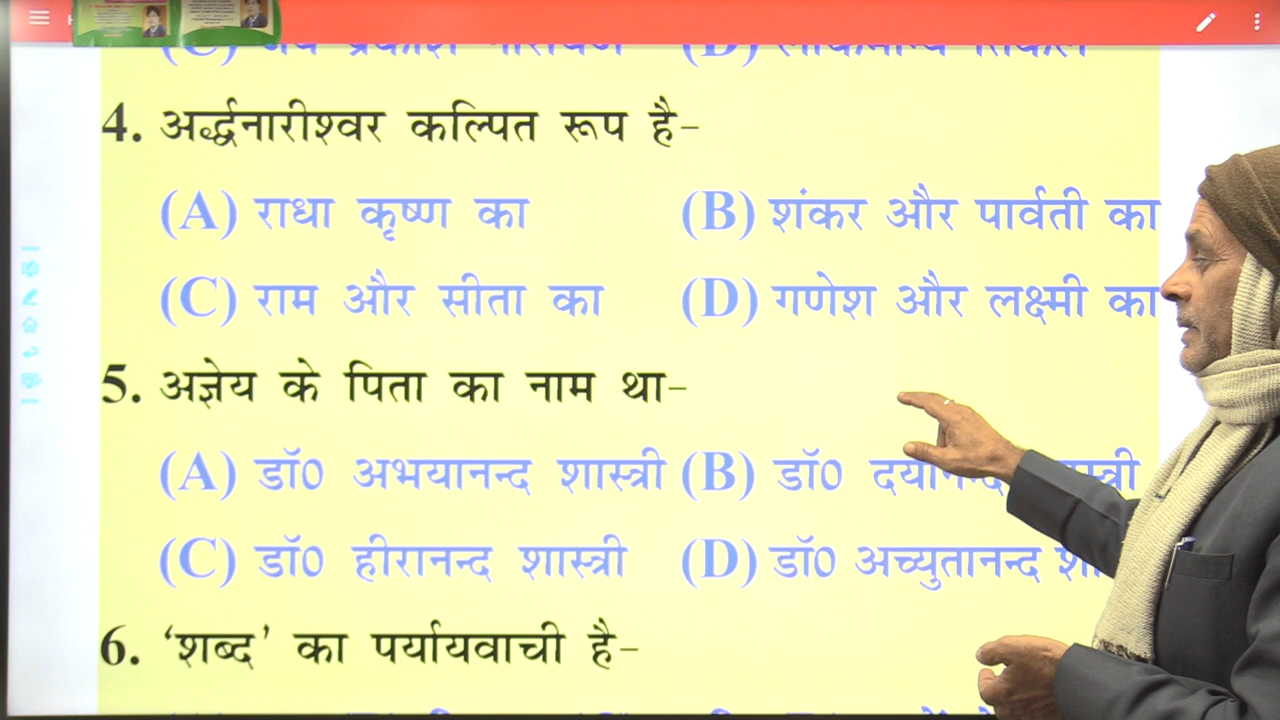 4. अर्द्धनारीश्वर कल्पित रूप है-
(A) राधा कृष्ण का (B) शंकर और पार्वती का
(C) राम और सीता का (D) गणेश और लक्ष्मी का
5. अज्ञेय के पिता का नाम था-
(A) डॉ0 अभयानन्द शास्त्री (B) डॉ0 दयानन्द शास्त्री
(C) डॉ0 हीरानन्द शास्त्री (D) डॉ0 अच्युतानन्द
6. ‘शब्द’ का पर्यायवाची है-